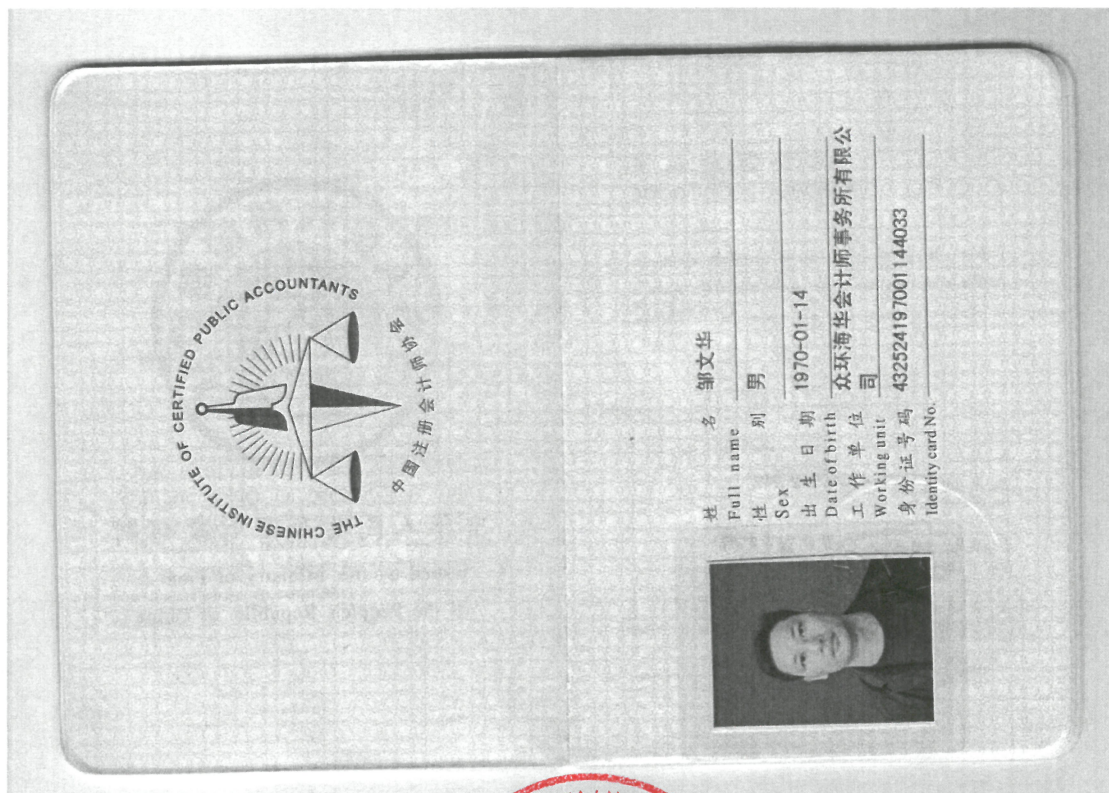 THE CHINESE INSTITUTE OF CERTIFIED PUBLIC ACCOUNTANTS
中国注册会计师协会
姓 名 邹文华
Full name
性 别 男
Sex
出 生 日 期 1970-01-14
Date of birth
工 作 单 位 众环海华会计师事务所有限公
司
Working unit
身 份 证 号 码 432524197001144033
Identity card No.